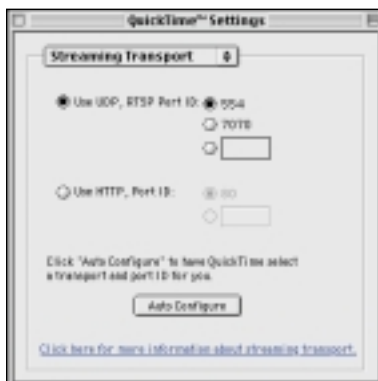 QuickTime™ Settings
Streaming Transport
Use UDP, RTSP Port ID: 554
7070
Use HTTP, Port ID: 80
Click "Auto Configure" to have QuickTime select
a transport and port ID for you.
Auto Configure
Click here for more information about streaming transport.